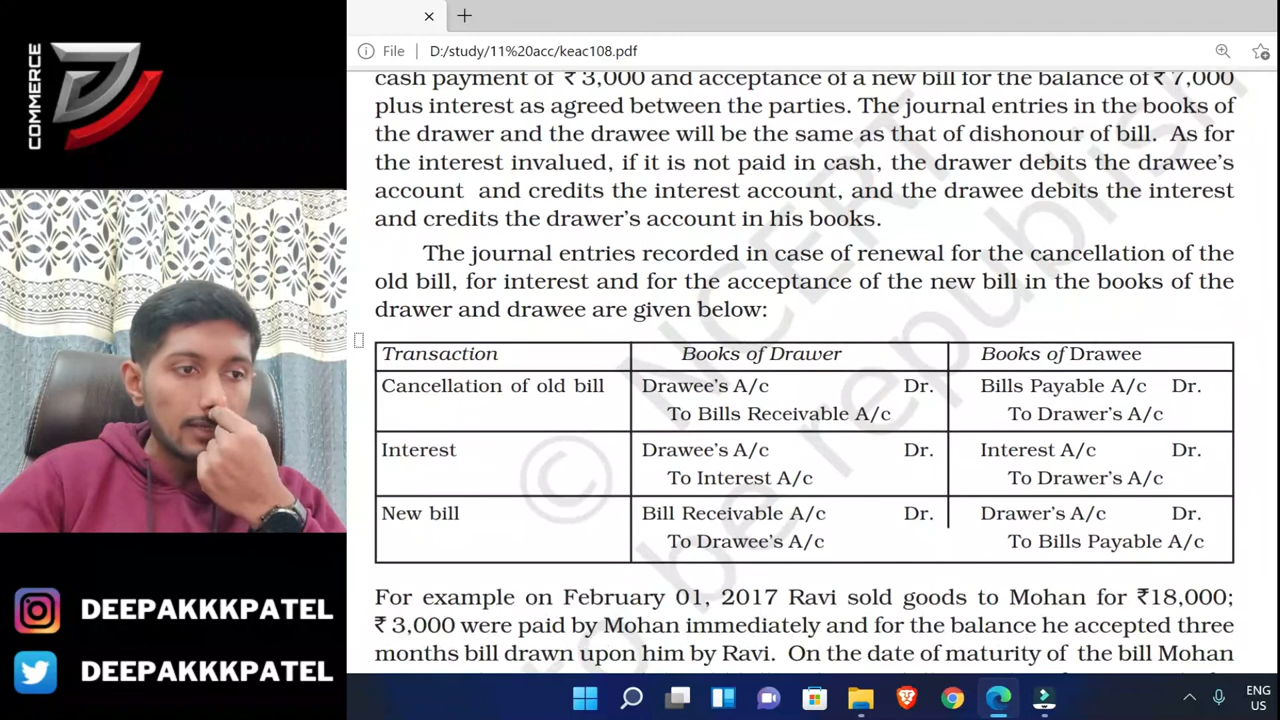 COMMERCE
File
D:/study/11%20acc/keac108.pdf
cash payment of ₹ 3,000 and acceptance of a new bill for the balance of ₹ 7,000
plus interest as agreed between the parties. The journal entries in the books of
the drawer and the drawee will be the same as that of dishonour of bill. As for
the interest invalued, if it is not paid in cash, the drawer debits the drawee's
account and credits the interest account, and the drawee debits the interest
and credits the drawer's account in his books.
The journal entries recorded in case of renewal for the cancellation of the
old bill, for interest and for the acceptance of the new bill in the books of the
drawer and drawee are given below:
Transaction Books of Drawer Books of Drawee
Cancellation of old bill Drawee's A/c Dr. Bills Payable A/c Dr.
To Bills Receivable A/c To Drawer's A/c
Interest Drawee's A/c Dr. Interest A/c Dr.
To Interest A/c To Drawer's A/c
New bill Bill Receivable A/c Dr. Drawer's A/c Dr.
To Drawee's A/c To Bills Payable A/c
For example on February 01, 2017 Ravi sold goods to Mohan for ₹18,000;
₹ 3,000 were paid by Mohan immediately and for the balance he accepted three
months bill drawn upon him by Ravi. On the date of maturity of the bill Mohan
© NCERT
to be republish
DEEPAKKKPATEL
DEEPAKKKPATEL
ENG
US